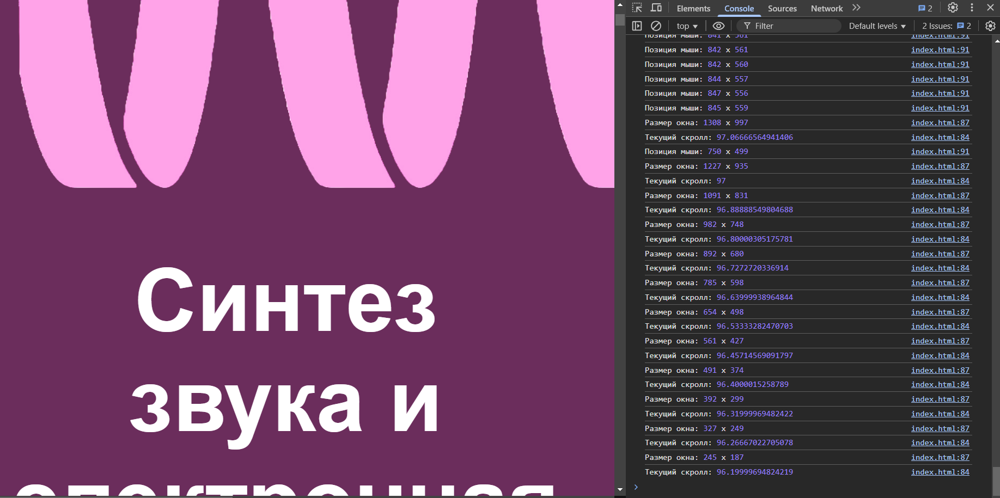 Синтез
звука и
электронная
Elements Console Sources Network 2
top Filter Default levels 2 Issues: 2
Позиция мыши: 841 x 561 index.html:91
Позиция мыши: 842 x 561 index.html:91
Позиция мыши: 842 x 560 index.html:91
Позиция мыши: 844 x 557 index.html:91
Позиция мыши: 847 x 556 index.html:91
Позиция мыши: 845 x 559 index.html:91
Размер окна: 1308 x 997 index.html:87
Текущий скролл: 97.06666564941406 index.html:84
Позиция мыши: 750 x 499 index.html:91
Размер окна: 1227 x 935 index.html:87
Текущий скролл: 97 index.html:84
Размер окна: 1091 x 831 index.html:87
Текущий скролл: 96.88888549804688 index.html:84
Размер окна: 982 x 748 index.html:87
Текущий скролл: 96.80000305175781 index.html:84
Размер окна: 892 x 680 index.html:87
Текущий скролл: 96.7272720336914 index.html:84
Размер окна: 785 x 598 index.html:87
Текущий скролл: 96.63999938964844 index.html:84
Размер окна: 654 x 498 index.html:87
Текущий скролл: 96.53333282470703 index.html:84
Размер окна: 561 x 427 index.html:87
Текущий скролл: 96.45714569091797 index.html:84
Размер окна: 491 x 374 index.html:87
Текущий скролл: 96.4000015258789 index.html:84
Размер окна: 392 x 299 index.html:87
Текущий скролл: 96.31999969482422 index.html:84
Размер окна: 327 x 249 index.html:87
Текущий скролл: 96.26667022705078 index.html:84
Размер окна: 245 x 187 index.html:87
Текущий скролл: 96.19999694824219 index.html:84